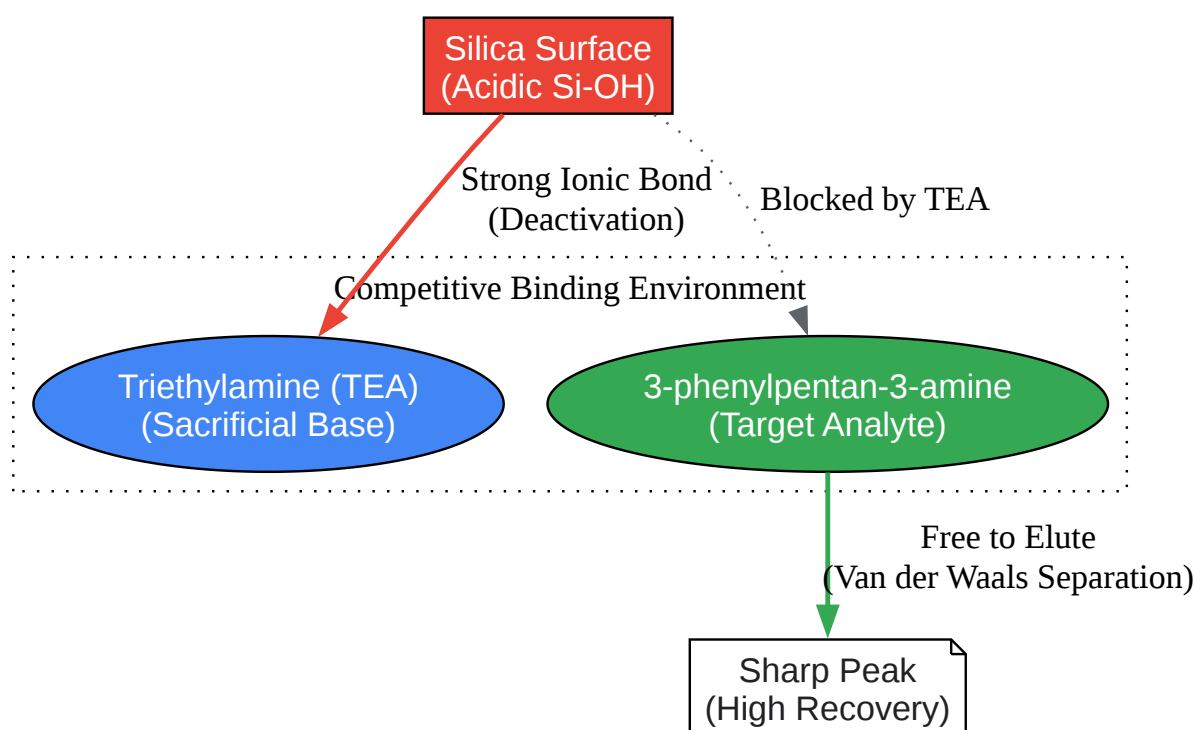 Silica Surface
(Acidic Si-OH)
Strong Ionic Bond
(Deactivation)
Blocked by TEA
Competitive Binding Environment
Triethylamine (TEA)
(Sacrificial Base)
3-phenylpentan-3-amine
(Target Analyte)
Free to Elute
(Van der Waals Separation)
Sharp Peak
(High Recovery)